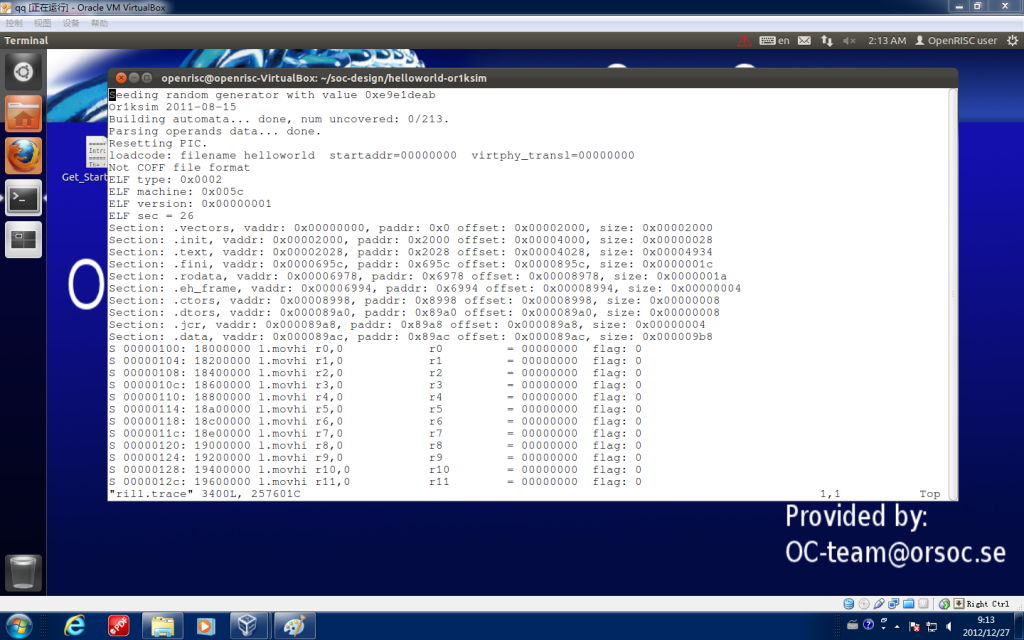 qq [正在运行] - Oracle VM VirtualBox
控制 视图 设备 帮助
Terminal en 2:13 AM OpenRISC user
openrisc@openrisc-VirtualBox: ~/soc-design/helloworld-or1ksim
Seeding random generator with value 0xe9e1deab
Or1ksim 2011-08-15
Building automata... done, num uncovered: 0/213.
Parsing operands data... done.
Resetting PIC.
loadcode: filename helloworld  startaddr=00000000  virtphy_transl=00000000
Not COFF file format
ELF type: 0x0002
ELF machine: 0x005c
ELF version: 0x00000001
ELF sec = 26
Section: .vectors, vaddr: 0x00000000, paddr: 0x0 offset: 0x00002000, size: 0x00002000
Section: .init, vaddr: 0x00002000, paddr: 0x2000 offset: 0x00004000, size: 0x00000028
Section: .text, vaddr: 0x00002028, paddr: 0x2028 offset: 0x00004028, size: 0x00004934
Section: .fini, vaddr: 0x0000695c, paddr: 0x695c offset: 0x0000895c, size: 0x0000001c
Section: .rodata, vaddr: 0x00006978, paddr: 0x6978 offset: 0x00008978, size: 0x0000001a
Section: .eh_frame, vaddr: 0x00006994, paddr: 0x6994 offset: 0x00008994, size: 0x00000004
Section: .ctors, vaddr: 0x00008998, paddr: 0x8998 offset: 0x00008998, size: 0x00000008
Section: .dtors, vaddr: 0x000089a0, paddr: 0x89a0 offset: 0x000089a0, size: 0x00000008
Section: .jcr, vaddr: 0x000089a8, paddr: 0x89a8 offset: 0x000089a8, size: 0x00000004
Section: .data, vaddr: 0x000089ac, paddr: 0x89ac offset: 0x000089ac, size: 0x000009b8
S 00000100: 18000000 l.movhi r0,0 r0 = 00000000 flag: 0
S 00000104: 18200000 l.movhi r1,0 r1 = 00000000 flag: 0
S 00000108: 18400000 l.movhi r2,0 r2 = 00000000 flag: 0
S 0000010c: 18600000 l.movhi r3,0 r3 = 00000000 flag: 0
S 00000110: 18800000 l.movhi r4,0 r4 = 00000000 flag: 0
S 00000114: 18a00000 l.movhi r5,0 r5 = 00000000 flag: 0
S 00000118: 18c00000 l.movhi r6,0 r6 = 00000000 flag: 0
S 0000011c: 18e00000 l.movhi r7,0 r7 = 00000000 flag: 0
S 00000120: 19000000 l.movhi r8,0 r8 = 00000000 flag: 0
S 00000124: 19200000 l.movhi r9,0 r9 = 00000000 flag: 0
S 00000128: 19400000 l.movhi r10,0 r10 = 00000000 flag: 0
S 0000012c: 19600000 l.movhi r11,0 r11 = 00000000 flag: 0
"rill.trace" 3400L, 257601C 1,1 Top
Get_Start
O
Provided by:
OC-team@orsoc.se
Right Ctrl
9:13
2012/12/27